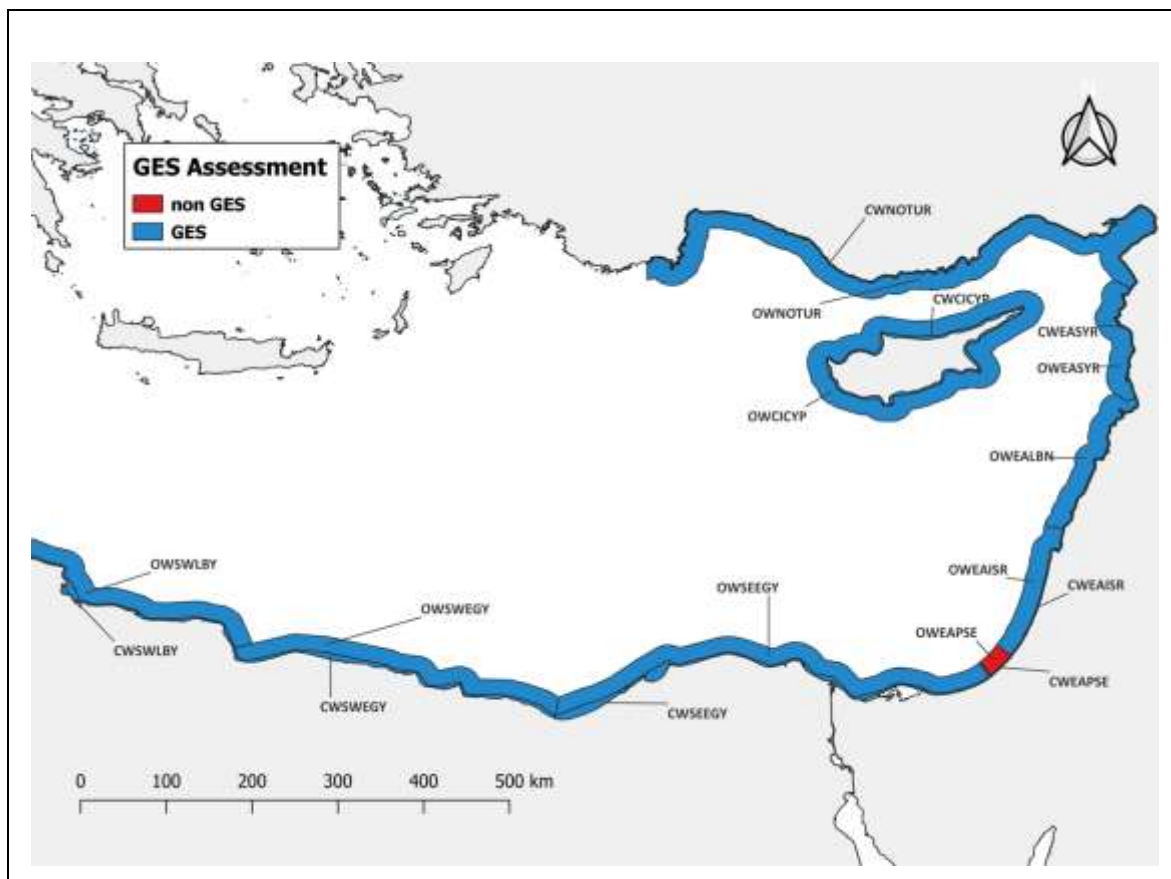 GES Assessment
non GES
GES
CWNOTUR
OWNOTUR
CWCICYP
CWEASYR
OWEASYR
OWCICYP
OWEALBN
OWSWLBY
OWSEEGY
OWEAISR
CWEAISR
OWSWEGY
OWEAPSE
CWSWLBY
CWEAPSE
CWSWEGY
CWSEEGY
0 100 200 300 400 500 km